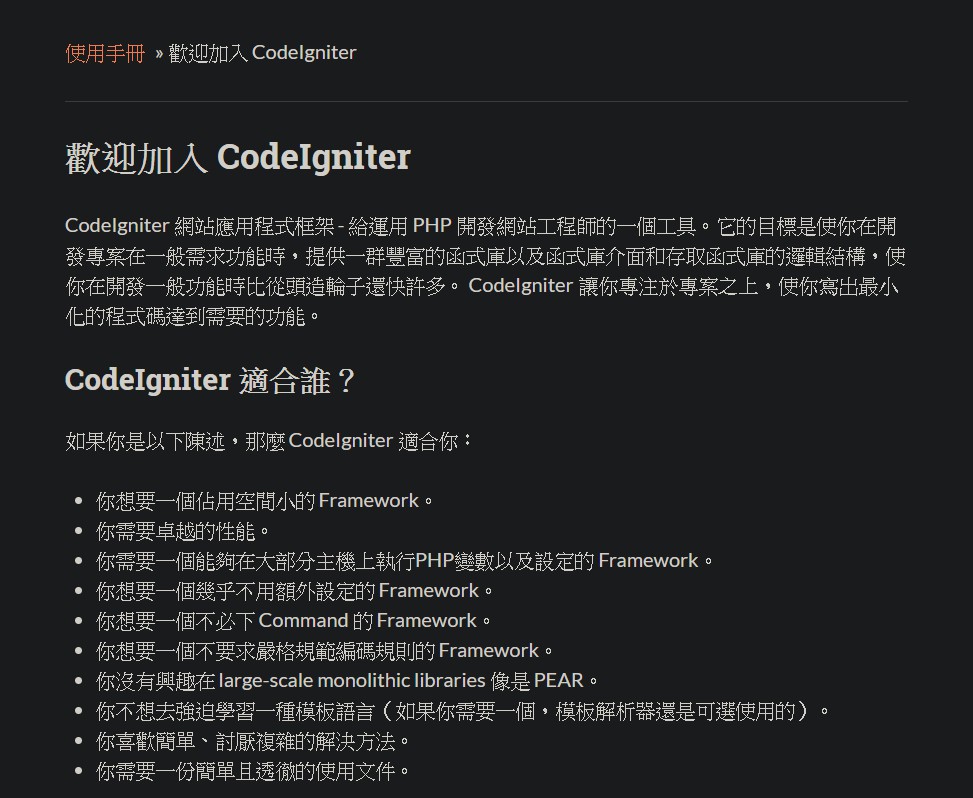 使用手冊 » 歡迎加入 CodeIgniter
歡迎加入 CodeIgniter
CodeIgniter 網站應用程式框架 - 給運用 PHP 開發網站工程師的一個工具。它的目標是使你在開
發專案在一般需求功能時，提供一群豐富的函式庫以及函式庫介面和存取函式庫的邏輯結構，使
你在開發一般功能時比從頭造輪子還快許多。 CodeIgniter 讓你專注於專案之上，使你寫出最小
化的程式碼達到需要的功能。
CodeIgniter 適合誰？
如果你是以下陳述，那麼 CodeIgniter 適合你：
你想要一個佔用空間小的 Framework。
你需要卓越的性能。
你需要一個能夠在大部分主機上執行PHP變數以及設定的 Framework。
你想要一個幾乎不用額外設定的 Framework。
你想要一個不必下 Command 的 Framework。
你想要一個不要求嚴格規範編碼規則的 Framework。
你沒有興趣在 large-scale monolithic libraries 像是 PEAR。
你不想去強迫學習一種模板語言（如果你需要一個，模板解析器還是可選使用的）。
你喜歡簡單、討厭複雜的解決方法。
你需要一份簡單且透徹的使用文件。